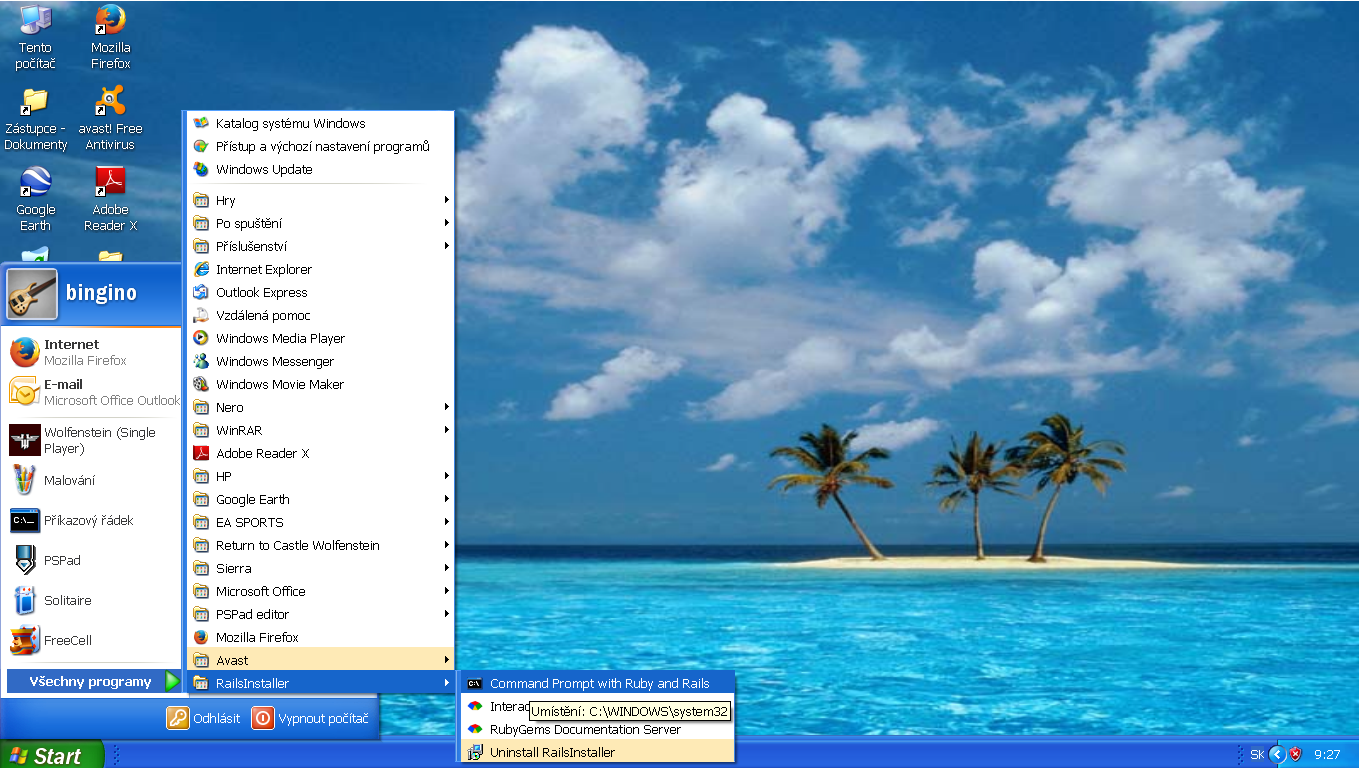 Tento
počítač
Mozilla
Firefox
Zástupce -
Dokumenty
avast! Free
Antivirus
Google
Earth
Adobe
Reader X
bingino
Internet
Mozilla Firefox
E-mail
Microsoft Office Outlook
Wolfenstein (Single
Player)
Malování
Příkazový řádek
PSPad
Solitaire
FreeCell
Všechny programy
Odhlásit
Vypnout počítač
Katalog systému Windows
Přístup a výchozí nastavení programů
Windows Update
Hry
Po spuštění
Příslušenství
Internet Explorer
Outlook Express
Vzdálená pomoc
Windows Media Player
Windows Messenger
Windows Movie Maker
Nero
WinRAR
Adobe Reader X
HP
Google Earth
EA SPORTS
Return to Castle Wolfenstein
Sierra
Microsoft Office
PSPad editor
Mozilla Firefox
Avast
RailsInstaller
Command Prompt with Ruby and Rails
Umístění: C:\WINDOWS\system32
RubyGems Documentation Server
Uninstall RailsInstaller
Start
SK
9:27